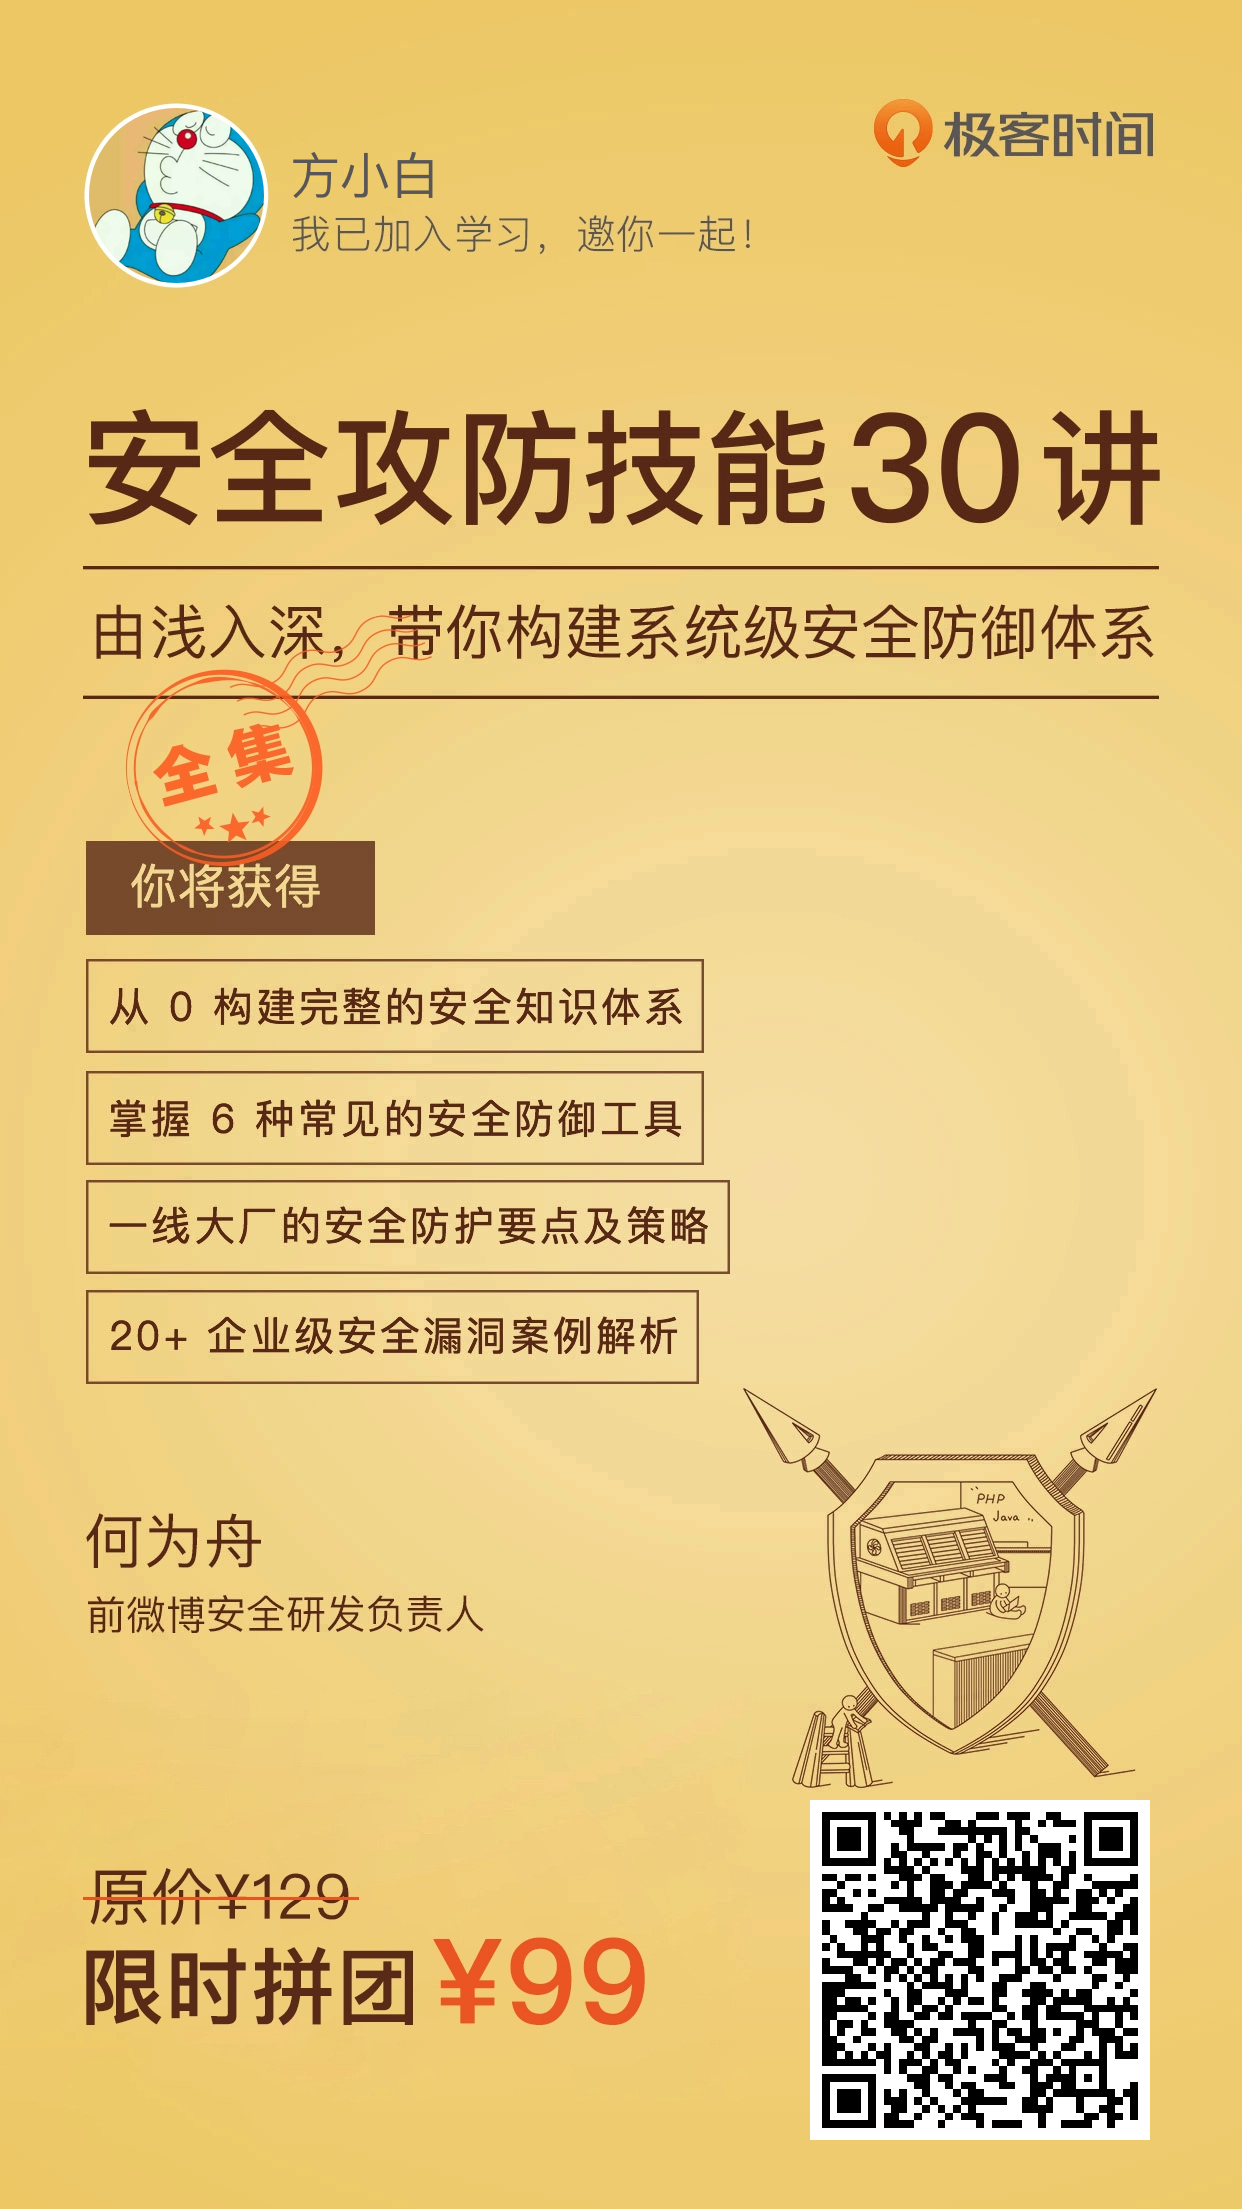 极客时间
方小白
我已加入学习，邀你一起！
安全攻防技能30讲
由浅入深，带你构建系统级安全防御体系
全集
你将获得
从 0 构建完整的安全知识体系
掌握 6 种常见的安全防御工具
一线大厂的安全防护要点及策略
20+ 企业级安全漏洞案例解析
PHP
Java
何为舟
前微博安全研发负责人
原价¥129
限时拼团¥99